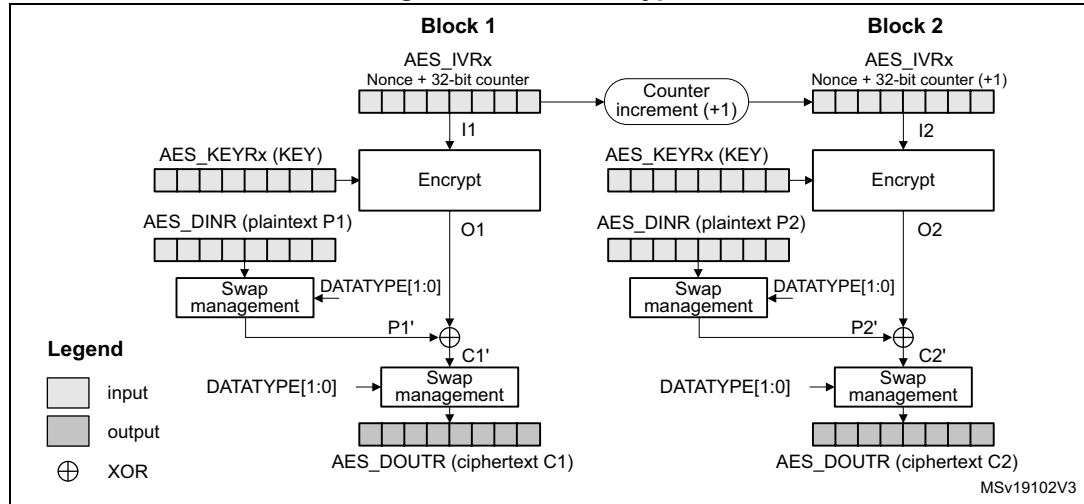 Block 1
Block 2
AES_IVRx
Nonce + 32-bit counter
Counter
increment (+1)
AES_IVRx
Nonce + 32-bit counter (+1)
I1
I2
AES_KEYRx (KEY)
Encrypt
AES_KEYRx (KEY)
Encrypt
AES_DINR (plaintext P1)
O1
AES_DINR (plaintext P2)
O2
Swap
management
DATATYPE[1:0]
Swap
management
DATATYPE[1:0]
P1'
P2'
C1'
C2'
Legend
input
output
XOR
DATATYPE[1:0]
Swap
management
DATATYPE[1:0]
Swap
management
AES_DOUTR (ciphertext C1)
AES_DOUTR (ciphertext C2)
MSv19102V3